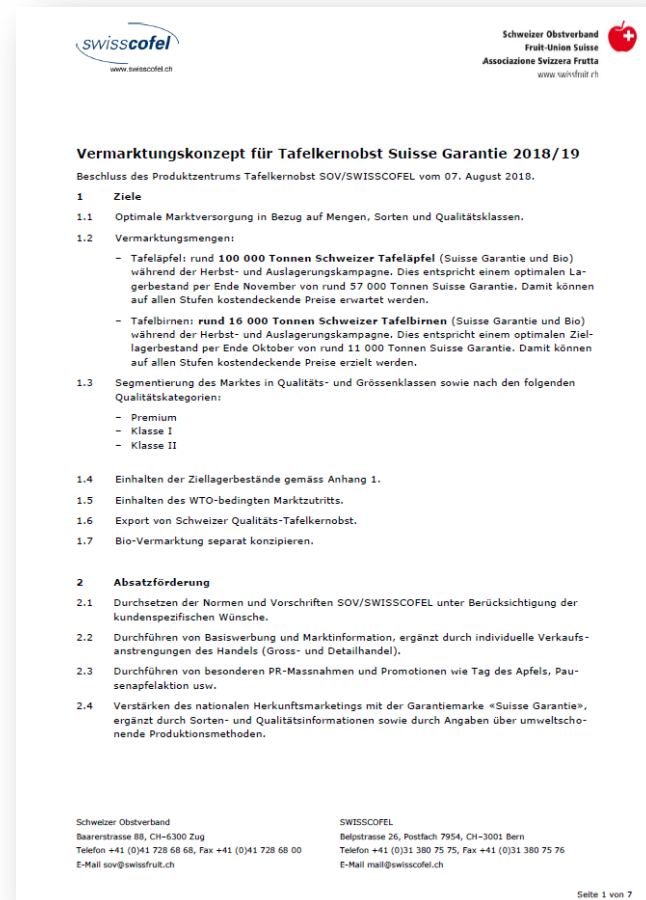 swisscofel
www.swisscofel.ch
Schweizer Obstverband
Fruit-Union Suisse
Associazione Svizzera Frutta
www.swissfruit.ch
Vermarktungskonzept für Tafelkernobst Suisse Garantie 2018/19
Beschluss des Produktzentrums Tafelkernobst SOV/SWISSCOFEL vom 07. August 2018.
1 Ziele
1.1 Optimale Marktversorgung in Bezug auf Mengen, Sorten und Qualitätsklassen.
1.2 Vermarktungsmengen:
– Tafeläpfel: rund 100 000 Tonnen Schweizer Tafeläpfel (Suisse Garantie und Bio)
während der Herbst- und Auslagerungskampagne. Dies entspricht einem optimalen La-
gerbestand per Ende November von rund 57 000 Tonnen Suisse Garantie. Damit können
auf allen Stufen kostendeckende Preise erwartet werden.
– Tafelbirnen: rund 16 000 Tonnen Schweizer Tafelbirnen (Suisse Garantie und Bio)
während der Herbst- und Auslagerungskampagne. Dies entspricht einem optimalen Ziel-
lagerbestand per Ende Oktober von rund 11 000 Tonnen Suisse Garantie. Damit können
auf allen Stufen kostendeckende Preise erzielt werden.
1.3 Segmentierung des Marktes in Qualitäts- und Grössenklassen sowie nach den folgenden
Qualitätskategorien:
– Premium
– Klasse I
– Klasse II
1.4 Einhalten der Ziellagerbestände gemäss Anhang 1.
1.5 Einhalten des WTO-bedingten Marktzutritts.
1.6 Export von Schweizer Qualitäts-Tafelkernobst.
1.7 Bio-Vermarktung separat konzipieren.
2 Absatzförderung
2.1 Durchsetzen der Normen und Vorschriften SOV/SWISSCOFEL unter Berücksichtigung der
kundenspezifischen Wünsche.
2.2 Durchführen von Basiswerbung und Marktinformation, ergänzt durch individuelle Verkaufs-
anstrengungen des Handels (Gross- und Detailhandel).
2.3 Durchführen von besonderen PR-Massnahmen und Promotionen wie Tag des Apfels, Pau-
senapfelaktion usw.
2.4 Verstärken des nationalen Herkunftsmarketings mit der Garantiemarke «Suisse Garantie»,
ergänzt durch Sorten- und Qualitätsinformationen sowie durch Angaben über umweltscho-
nende Produktionsmethoden.
Schweizer Obstverband
Baarerstrasse 88, CH–6300 Zug
Telefon +41 (0)41 728 68 68, Fax +41 (0)41 728 68 00
E-Mail sov@swissfruit.ch
SWISSCOFEL
Belpstrasse 26, Postfach 7954, CH–3001 Bern
Telefon +41 (0)31 380 75 75, Fax +41 (0)31 380 75 76
E-Mail mail@swisscofel.ch
Seite 1 von 7